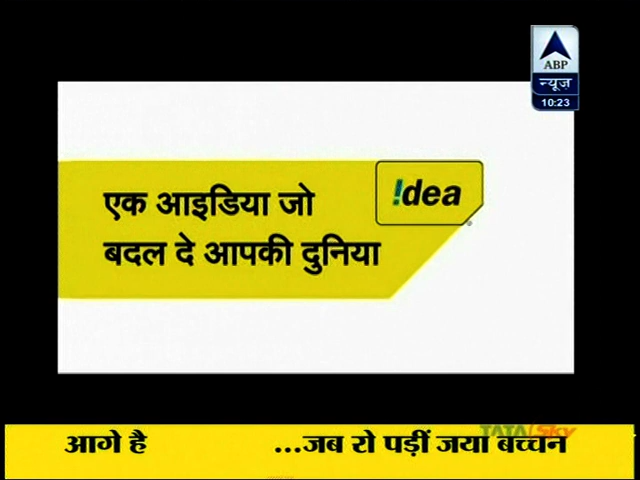 ABP
न्यूज़
10:23
!dea
एक आइडिया जो
बदल दे आपकी दुनिया
TATA Sky
आगे है ...जब रो पड़ीं जया बच्चन